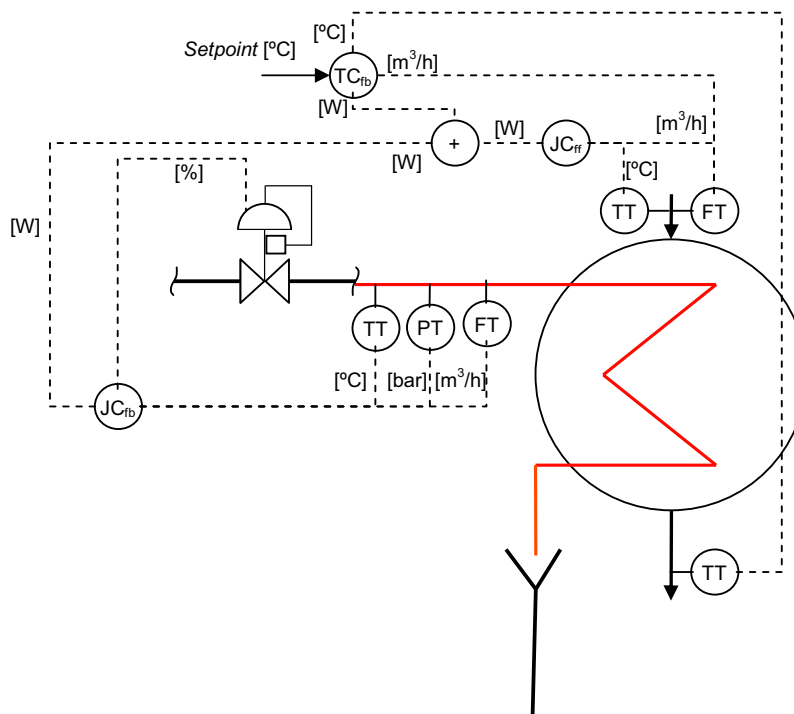 [ºC]
Setpoint [ºC]
TCfb
[m³/h]
[W]
[m³/h]
+
[W]
JCff
[W]
[%]
[ºC]
[W]
TT
FT
TT
PT
FT
[ºC]
[bar]
[m³/h]
JCfb
TT